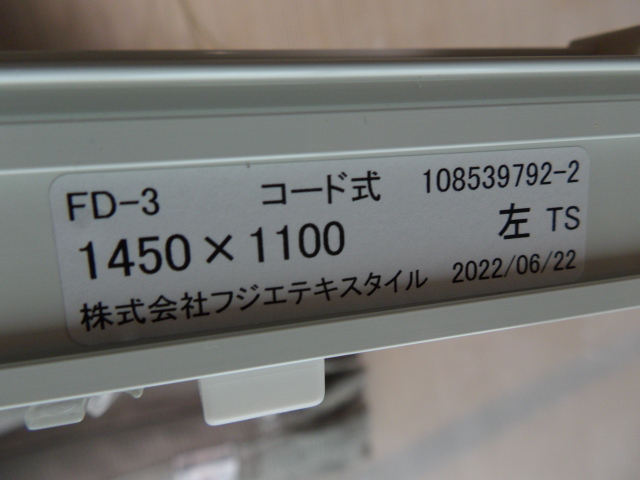 FD-3 コード式 108539792-2
1450×1100 左 TS
株式会社フジエテキスタイル 2022/06/22